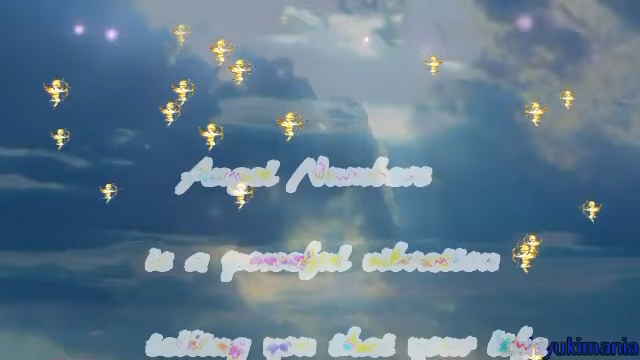 Angel Numbers
is a powerful vibration
telling you that your
yukimania